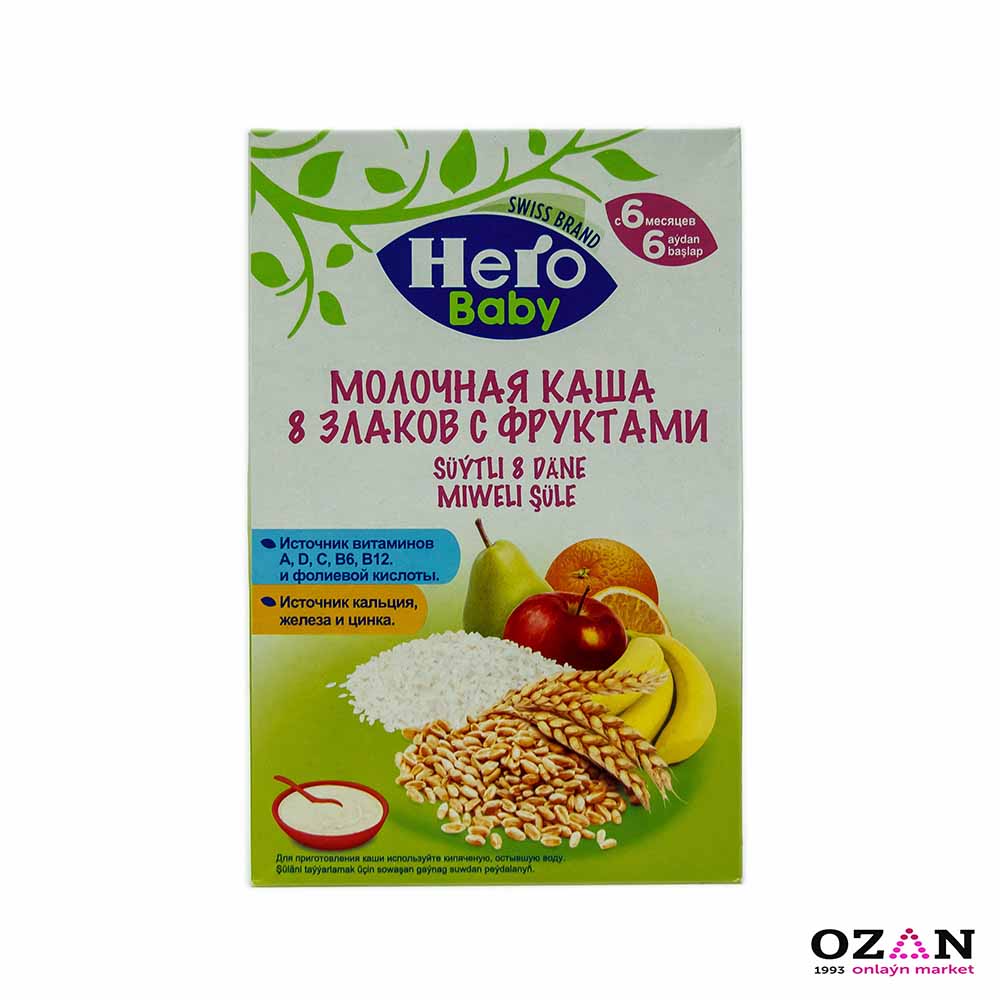 SWISS BRAND
Hero
Baby
с 6 месяцев
6 aýdan
başlap
МОЛОЧНАЯ КАША
8 ЗЛАКОВ С ФРУКТАМИ
SÜÝTLI 8 DÄNE
MIWELI ŞÜLE
Источник витаминов
A, D, C, B6, B12.
и фолиевой кислоты.
Источник кальция,
железа и цинка.
Для приготовления каши используйте кипяченую, остывшую воду.
Şüläni taýýarlamak üçin sowaşan gaýnag suwdan peýdalanyň.
OZAN
1993 onlaýn market